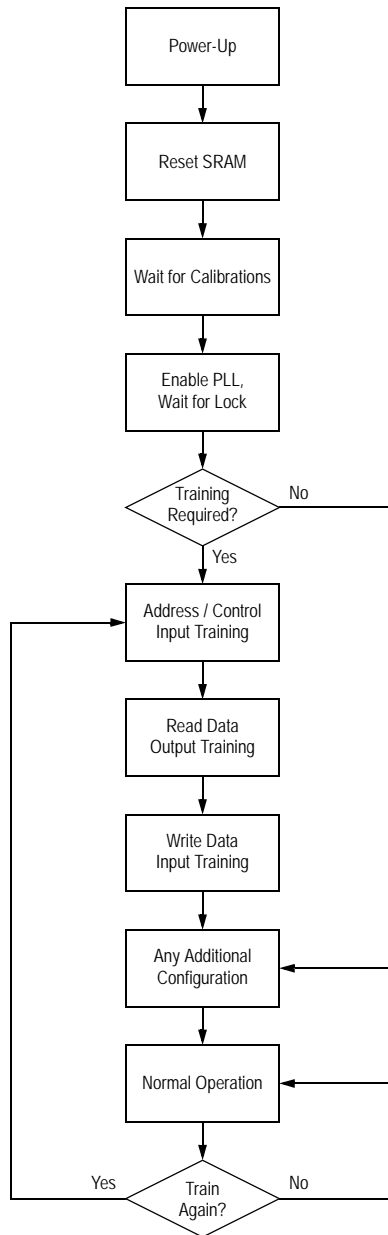 Power-Up
Reset SRAM
Wait for Calibrations
Enable PLL,
Wait for Lock
Training
Required?
No
Yes
Address / Control
Input Training
Read Data
Output Training
Write Data
Input Training
Any Additional
Configuration
Normal Operation
Yes
Train
Again?
No